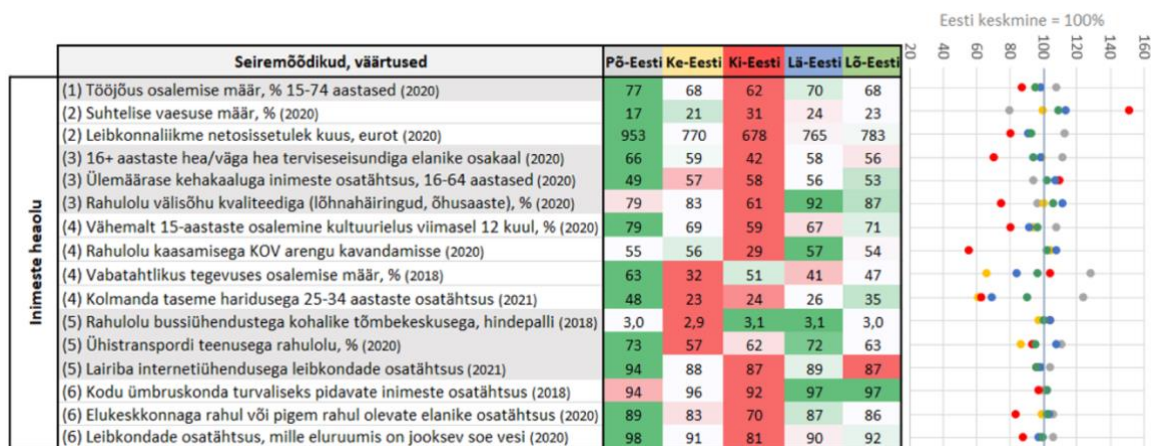 Eesti keskmine = 100%
20 40 60 80 100 120 140 160
Seiremõõdikud, väärtused Põ-Eesti Ke-Eesti Ki-Eesti Lä-Eesti Lõ-Eesti
Inimeste heaolu
(1) Tööjõus osalemise määr, % 15-74 aastased (2020) 77 68 62 70 68
(2) Suhtelise vaesuse määr, % (2020) 17 21 31 24 23
(2) Leibkonnaliikme netosissetulek kuus, eurot (2020) 953 770 678 765 783
(3) 16+ aastaste hea/väga hea terviseseisundiga elanike osakaal (2020) 66 59 42 58 56
(3) Ülemäärase kehakaaluga inimeste osatähtsus, 16-64 aastased (2020) 49 57 58 56 53
(3) Rahulolu välisõhu kvaliteediga (lõhnahäiringud, õhusaaste), % (2020) 79 83 61 92 87
(4) Vähemalt 15-aastaste osalemine kultuurielus viimasel 12 kuul, % (2020) 79 69 59 67 71
(4) Rahulolu kaasamisega KOV arengu kavandamisse (2020) 55 56 29 57 54
(4) Vabatahtlikus tegevuses osalemise määr, % (2018) 63 32 51 41 47
(4) Kolmanda taseme haridusega 25-34 aastaste osatähtsus (2021) 48 23 24 26 35
(5) Rahulolu bussiühendustega kohalike tõmbekeskusega, hindepalli (2018) 3,0 2,9 3,1 3,1 3,0
(5) Ühistranspordi teenusega rahulolu, % (2020) 73 57 62 72 63
(5) Lairiba internetiühendusega leibkondade osatähtsus (2021) 94 88 87 89 87
(6) Kodu ümbruskonda turvaliseks pidavate inimeste osatähtsus (2018) 94 96 92 97 97
(6) Elukeskkonnaga rahul või pigem rahul olevate elanike osatähtsus (2020) 89 83 70 87 86
(6) Leibkondade osatähtsus, mille eluruumis on jooksev soe vesi (2020) 98 91 81 90 92